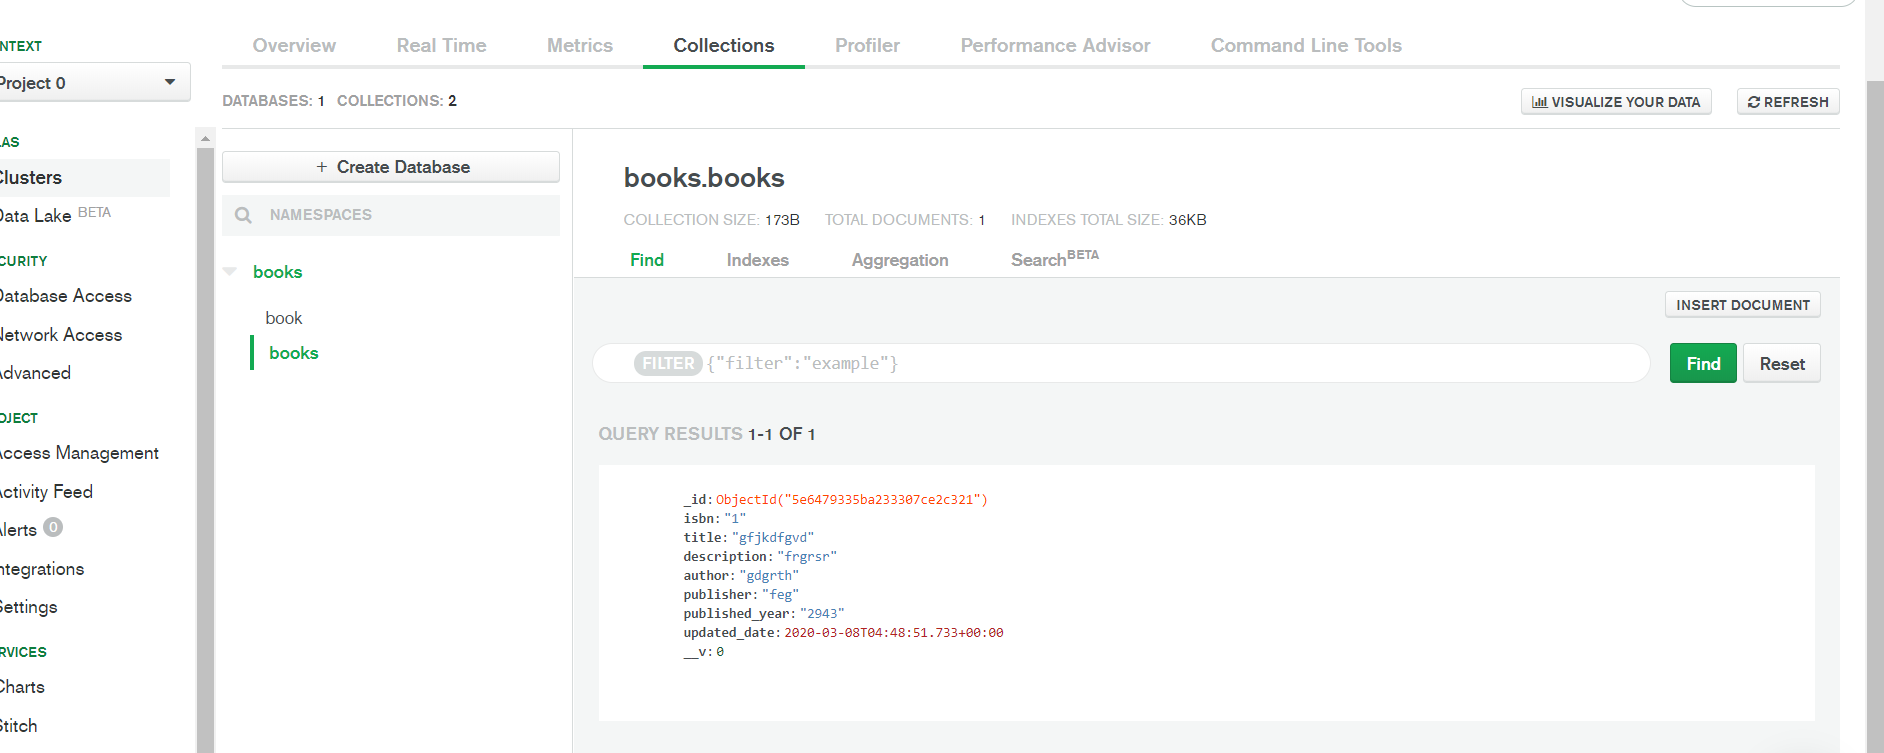 NTEXT
Project 0
LAS
Clusters
Data Lake BETA
CURITY
Database Access
Network Access
Advanced
OJECT
Access Management
Activity Feed
Alerts 0
ntegrations
Settings
RVICES
Charts
Stitch
Overview Real Time Metrics Collections Profiler Performance Advisor Command Line Tools
DATABASES: 1 COLLECTIONS: 2
VISUALIZE YOUR DATA REFRESH
+ Create Database
NAMESPACES
books
book
books
books.books
COLLECTION SIZE: 173B TOTAL DOCUMENTS: 1 INDEXES TOTAL SIZE: 36KB
Find Indexes Aggregation Search BETA
INSERT DOCUMENT
FILTER {"filter":"example"} Find Reset
QUERY RESULTS 1-1 OF 1
_id: ObjectId("5e6479335ba233307ce2c321")
isbn: "1"
title: "gfjkdfgvd"
description: "frgrsr"
author: "gdgrth"
publisher: "feg"
published_year: "2943"
updated_date: 2020-03-08T04:48:51.733+00:00
__v: 0